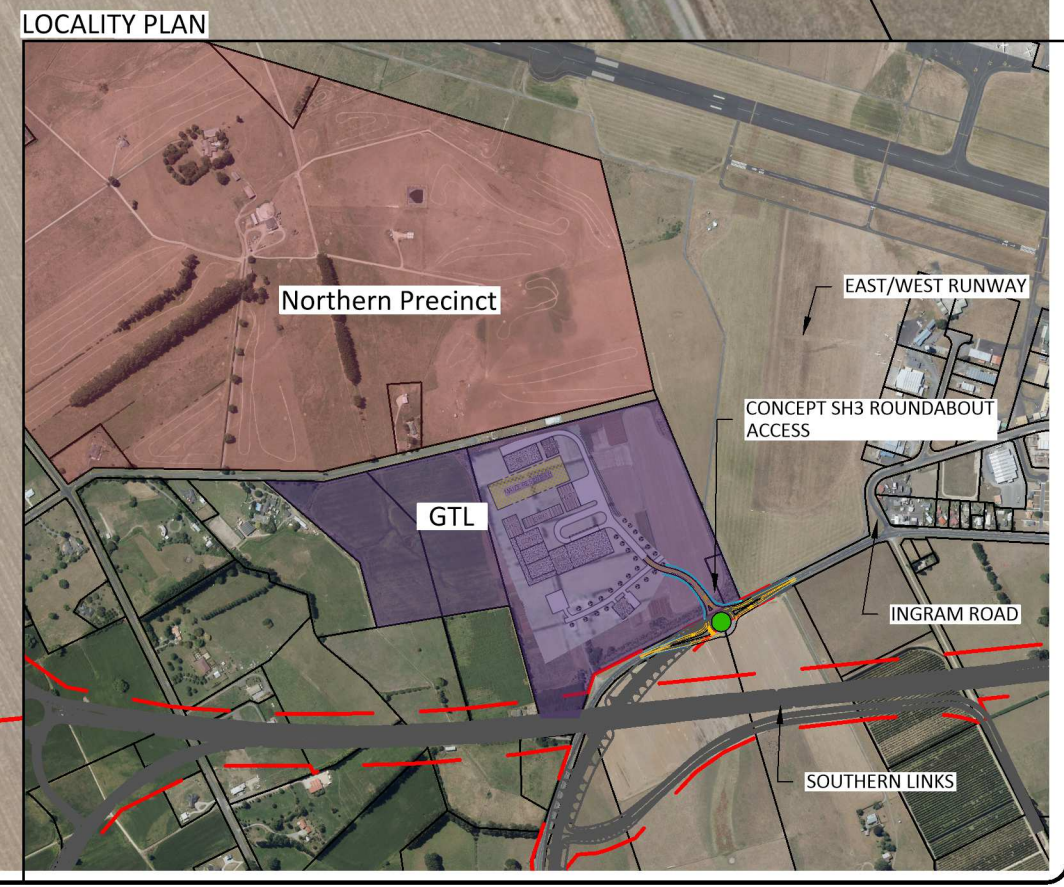 LOCALITY PLAN
Northern Precinct
EAST/WEST RUNWAY
CONCEPT SH3 ROUNDABOUT
ACCESS
GTL
INGRAM ROAD
SOUTHERN LINKS